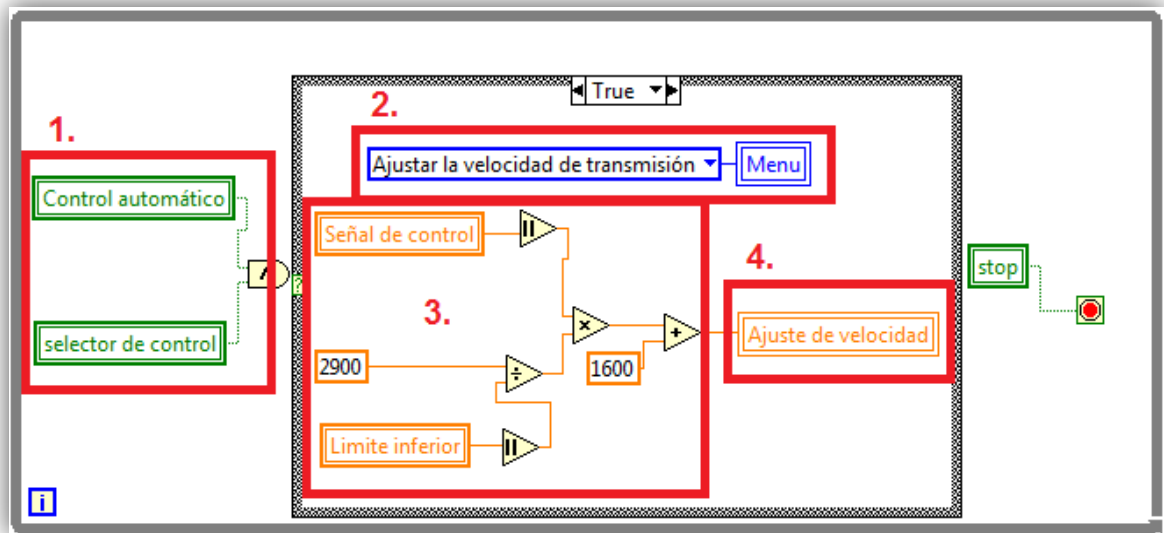 True
2.
1.
Ajustar la velocidad de transmisión
Menu
Control automático
Señal de control
stop
4.
3.
selector de control
?
Ajuste de velocidad
2900
1600
Limite inferior
i